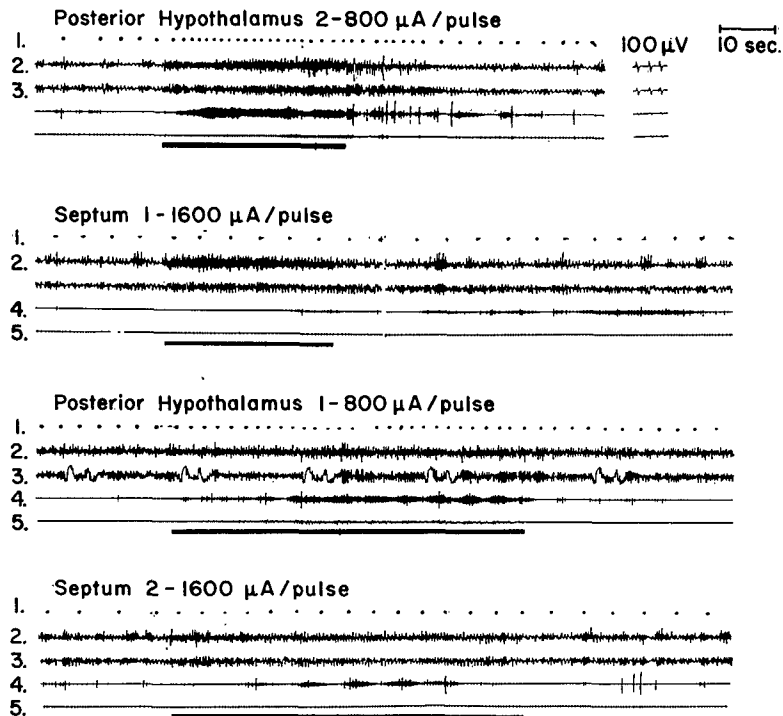 Posterior Hypothalamus 2-800 μA/pulse
100 μV
10 sec.
1.
2.
3.
Septum 1-1600 μA/pulse
1.
2.
4.
5.
Posterior Hypothalamus 1-800 μA/pulse
1.
2.
3.
4.
5.
Septum 2-1600 μA/pulse
1.
2.
3.
4.
5.